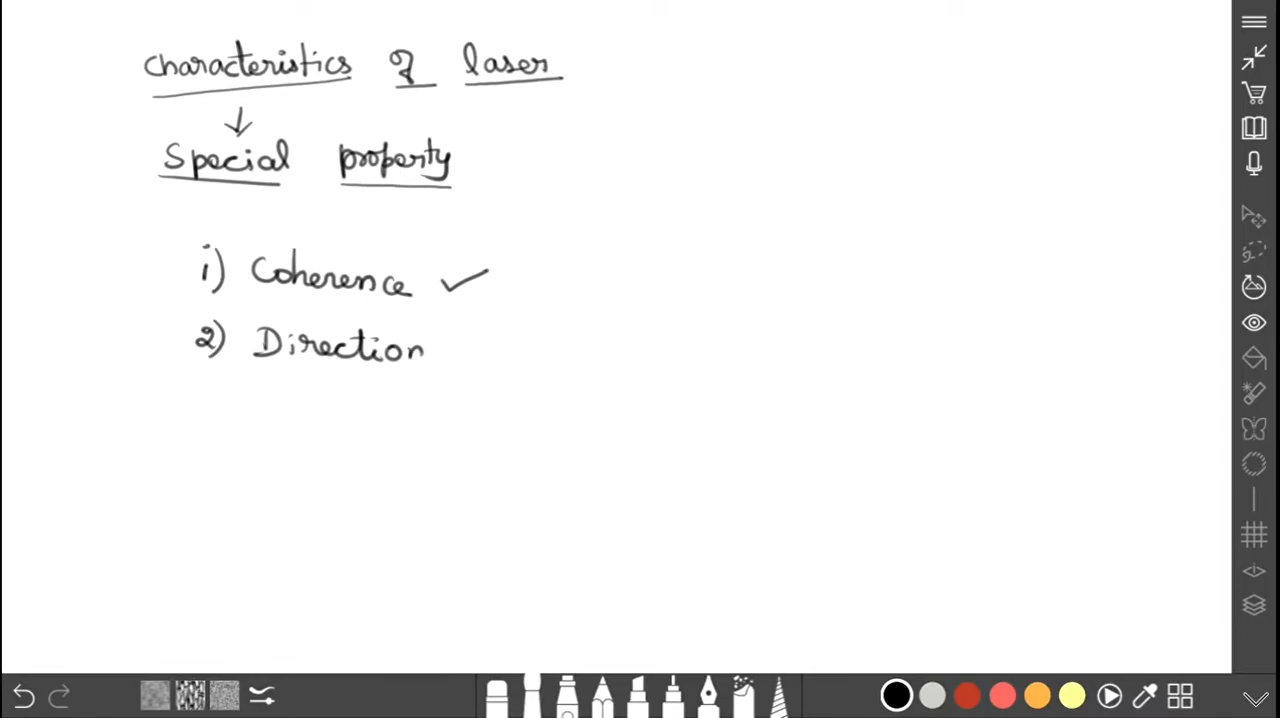 characteristics of laser
Special property
i) Coherence
2) Direction